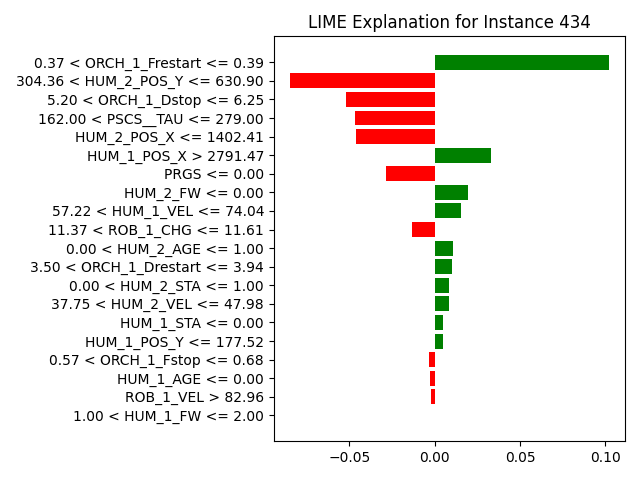 LIME Explanation for Instance 434
0.37 < ORCH_1_Frestart <= 0.39
304.36 < HUM_2_POS_Y <= 630.90
5.20 < ORCH_1_Dstop <= 6.25
162.00 < PSCS__TAU <= 279.00
HUM_2_POS_X <= 1402.41
HUM_1_POS_X > 2791.47
PRGS <= 0.00
HUM_2_FW <= 0.00
57.22 < HUM_1_VEL <= 74.04
11.37 < ROB_1_CHG <= 11.61
0.00 < HUM_2_AGE <= 1.00
3.50 < ORCH_1_Drestart <= 3.94
0.00 < HUM_2_STA <= 1.00
37.75 < HUM_2_VEL <= 47.98
HUM_1_STA <= 0.00
HUM_1_POS_Y <= 177.52
0.57 < ORCH_1_Fstop <= 0.68
HUM_1_AGE <= 0.00
ROB_1_VEL > 82.96
1.00 < HUM_1_FW <= 2.00
−0.05 0.00 0.05 0.10